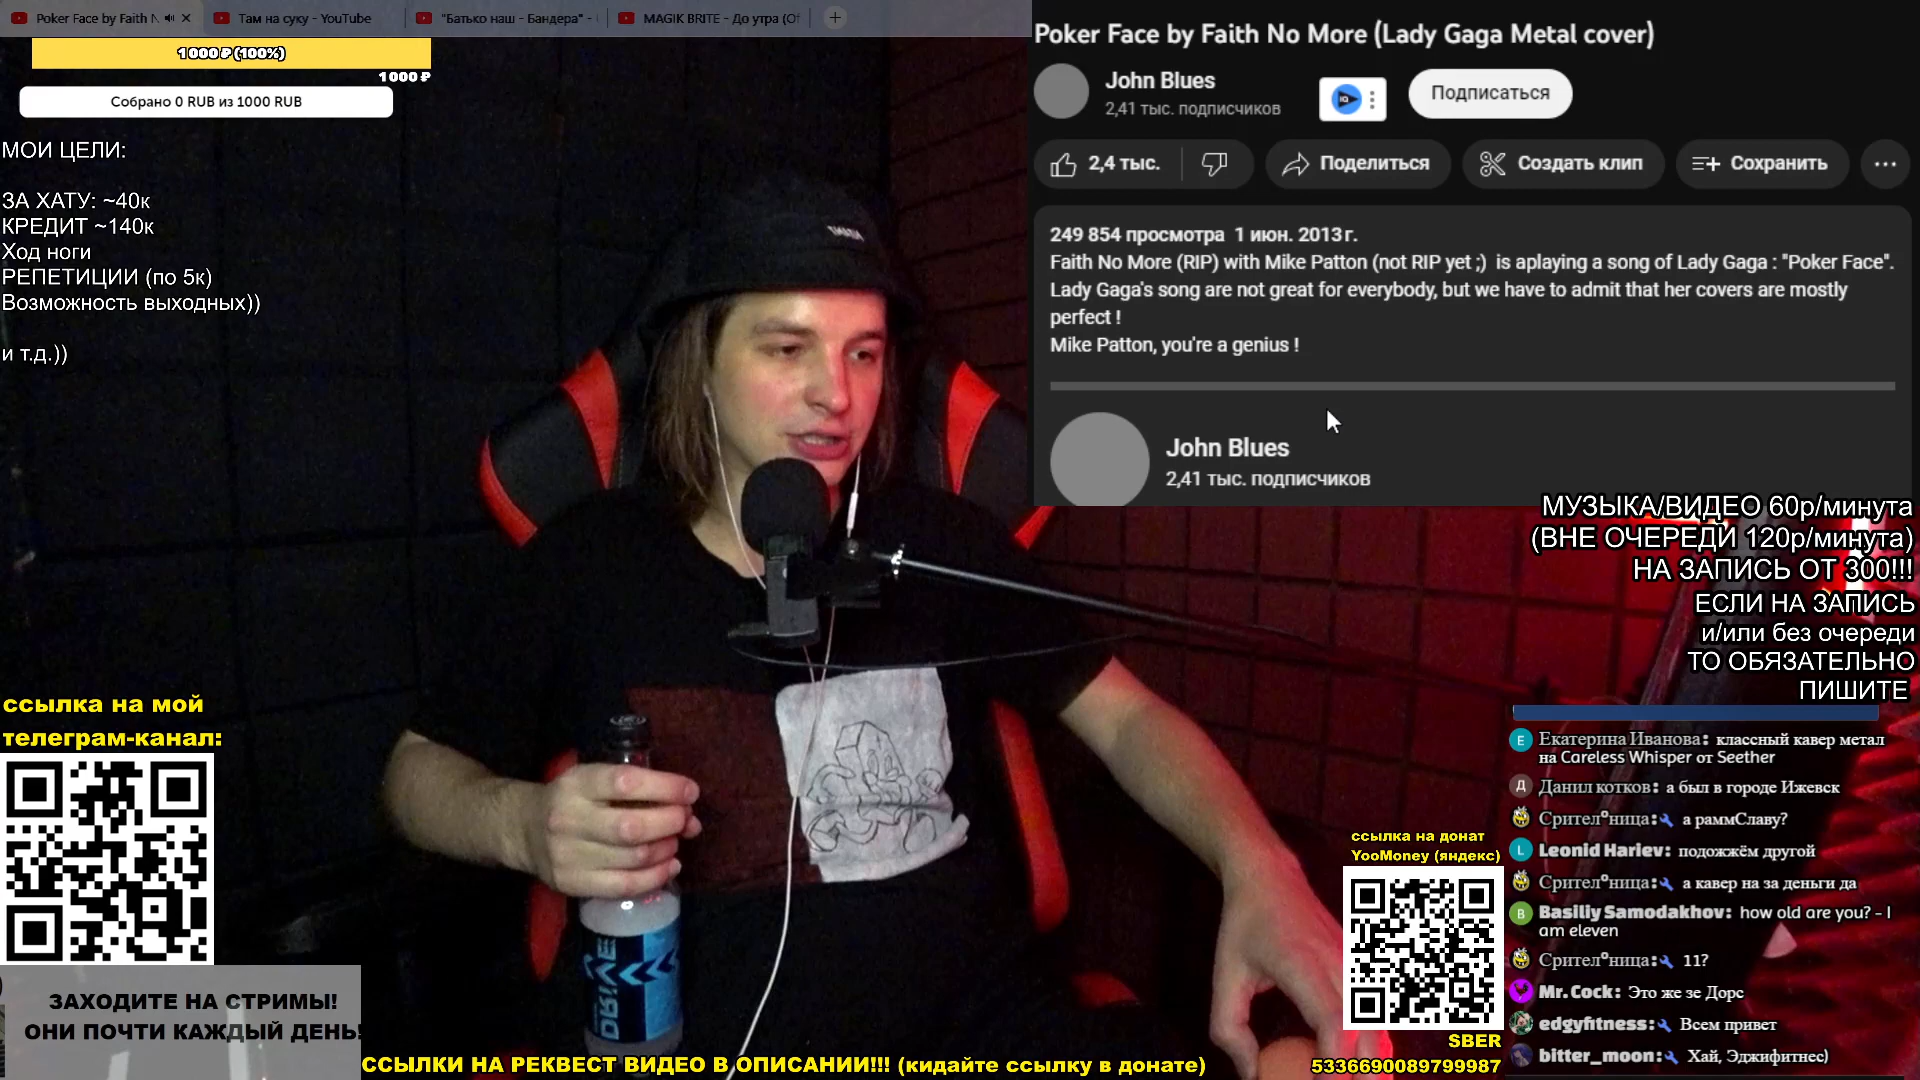 Poker Face by Faith N
Там на суку - YouTube
"Батько наш - Бандера" -
MAGIK BRITE - До утра (Of
1000 ₽ (100%)
1000 ₽
Собрано 0 RUB из 1000 RUB
МОИ ЦЕЛИ:
ЗА ХАТУ: ~40к
КРЕДИТ ~140к
Ход ноги
РЕПЕТИЦИИ (по 5к)
Возможность выходных))
и т.д.))
ссылка на мой
телеграм-канал:
ЗАХОДИТЕ НА СТРИМЫ!
ОНИ ПОЧТИ КАЖДЫЙ ДЕНЬ!
Poker Face by Faith No More (Lady Gaga Metal cover)
John Blues
2,41 тыс. подписчиков
Подписаться
2,4 тыс.
Поделиться
Создать клип
Сохранить
249 854 просмотра 1 июн. 2013 г.
Faith No More (RIP) with Mike Patton (not RIP yet ;) is aplaying a song of Lady Gaga : "Poker Face".
Lady Gaga's song are not great for everybody, but we have to admit that her covers are mostly
perfect !
Mike Patton, you're a genius !
John Blues
2,41 тыс. подписчиков
МУЗЫКА/ВИДЕО 60р/минута
(ВНЕ ОЧЕРЕДИ 120р/минута)
НА ЗАПИСЬ ОТ 300!!!
ЕСЛИ НА ЗАПИСЬ
и/или без очереди
ТО ОБЯЗАТЕЛЬНО
ПИШИТЕ
Екатерина Иванова: классный кавер метал
на Careless Whisper от Seether
Данил котков: а был в городе Ижевск
Срителºница: а раммСлаву?
Leonid Hariev: подожжём другой
Срителºница: а кавер на за деньги да
Basiliy Samodakhov: how old are you? - I
am eleven
Срителºница: 11?
Mr.Cock: Это же зе Дорс
edgyfitness: Всем привет
bitter_moon: Хай, Эджифитнес)
ссылка на донат
YooMoney (яндекс)
SBER
5336690089799987
ССЫЛКИ НА РЕКВЕСТ ВИДЕО В ОПИСАНИИ!!! (кидайте ссылку в донате)
DRIVE